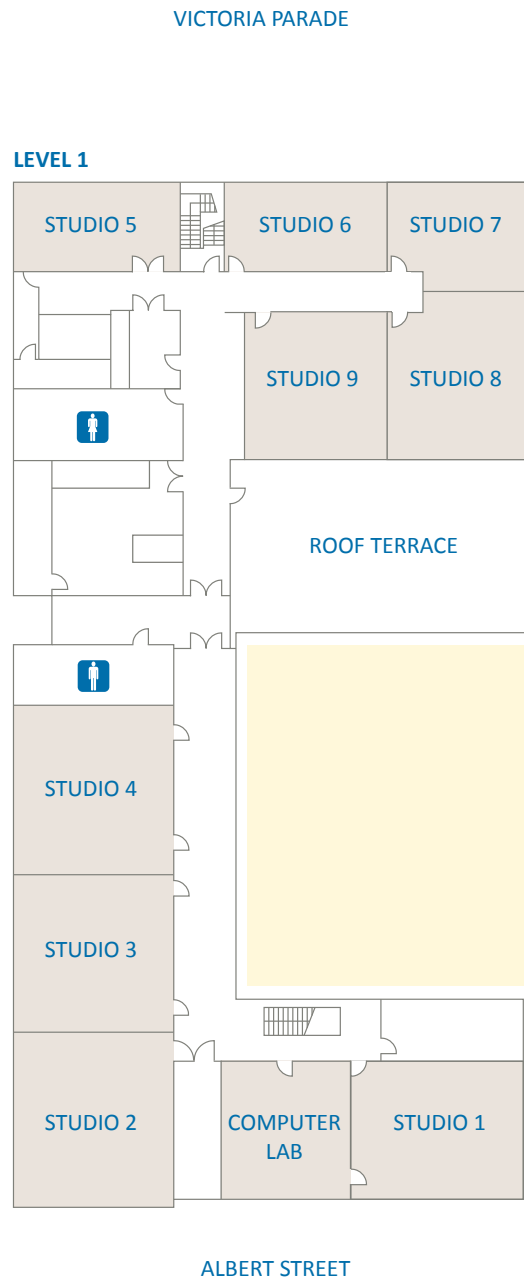 VICTORIA PARADE
LEVEL 1
STUDIO 5
STUDIO 6
STUDIO 7
STUDIO 9
STUDIO 8
ROOF TERRACE
STUDIO 4
STUDIO 3
STUDIO 2
COMPUTER
LAB
STUDIO 1
ALBERT STREET